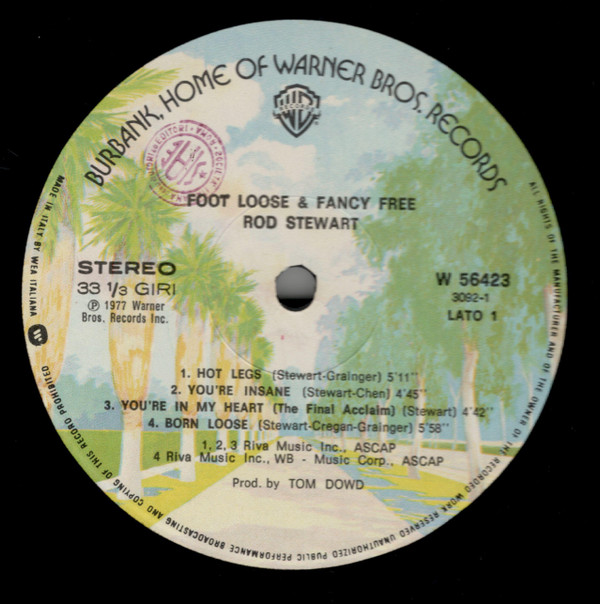 BURBANK, HOME OF WARNER BROS. RECORDS
RECORDS
FOOT LOOSE & FANCY FREE
ROD STEWART
STEREO
33 1/3 GIRI
Ⓟ 1977 Warner
Bros. Records Inc.
W 56423
3092-1
LATO 1
1. HOT LEGS (Stewart-Grainger) 5'11"
2. YOU'RE INSANE (Stewart-Chen) 4'45"
3. YOU'RE IN MY HEART (The Final Acclaim) (Stewart) 4'42"
4. BORN LOOSE (Stewart-Cregan-Grainger) 5'58"
1, 2, 3 Riva Music Inc., ASCAP
4 Riva Music Inc., WB - Music Corp., ASCAP
Prod. by TOM DOWD
MADE IN ITALY BY WEA ITALIANA
ALL RIGHTS OF THE MANUFACTURER AND OF THE OWNER OF THE RECORDED WORK RESERVED UNAUTHORIZED PUBLIC PERFORMANCE BROADCASTING AND COPYING OF THIS RECORD PROHIBITED